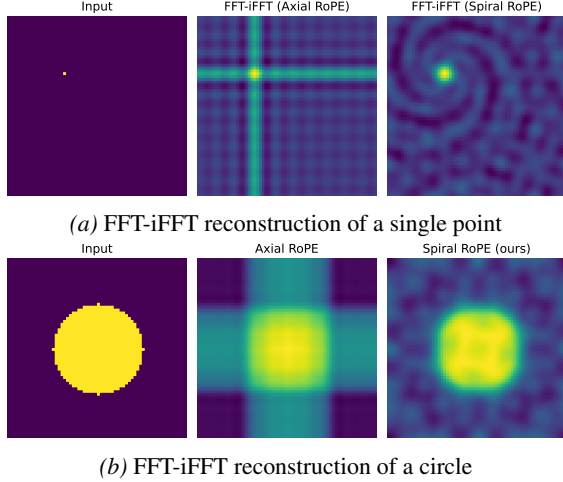 Input FFT-iFFT (Axial RoPE) FFT-iFFT (Spiral RoPE)
(a) FFT-iFFT reconstruction of a single point
Input Axial RoPE Spiral RoPE (ours)
(b) FFT-iFFT reconstruction of a circle